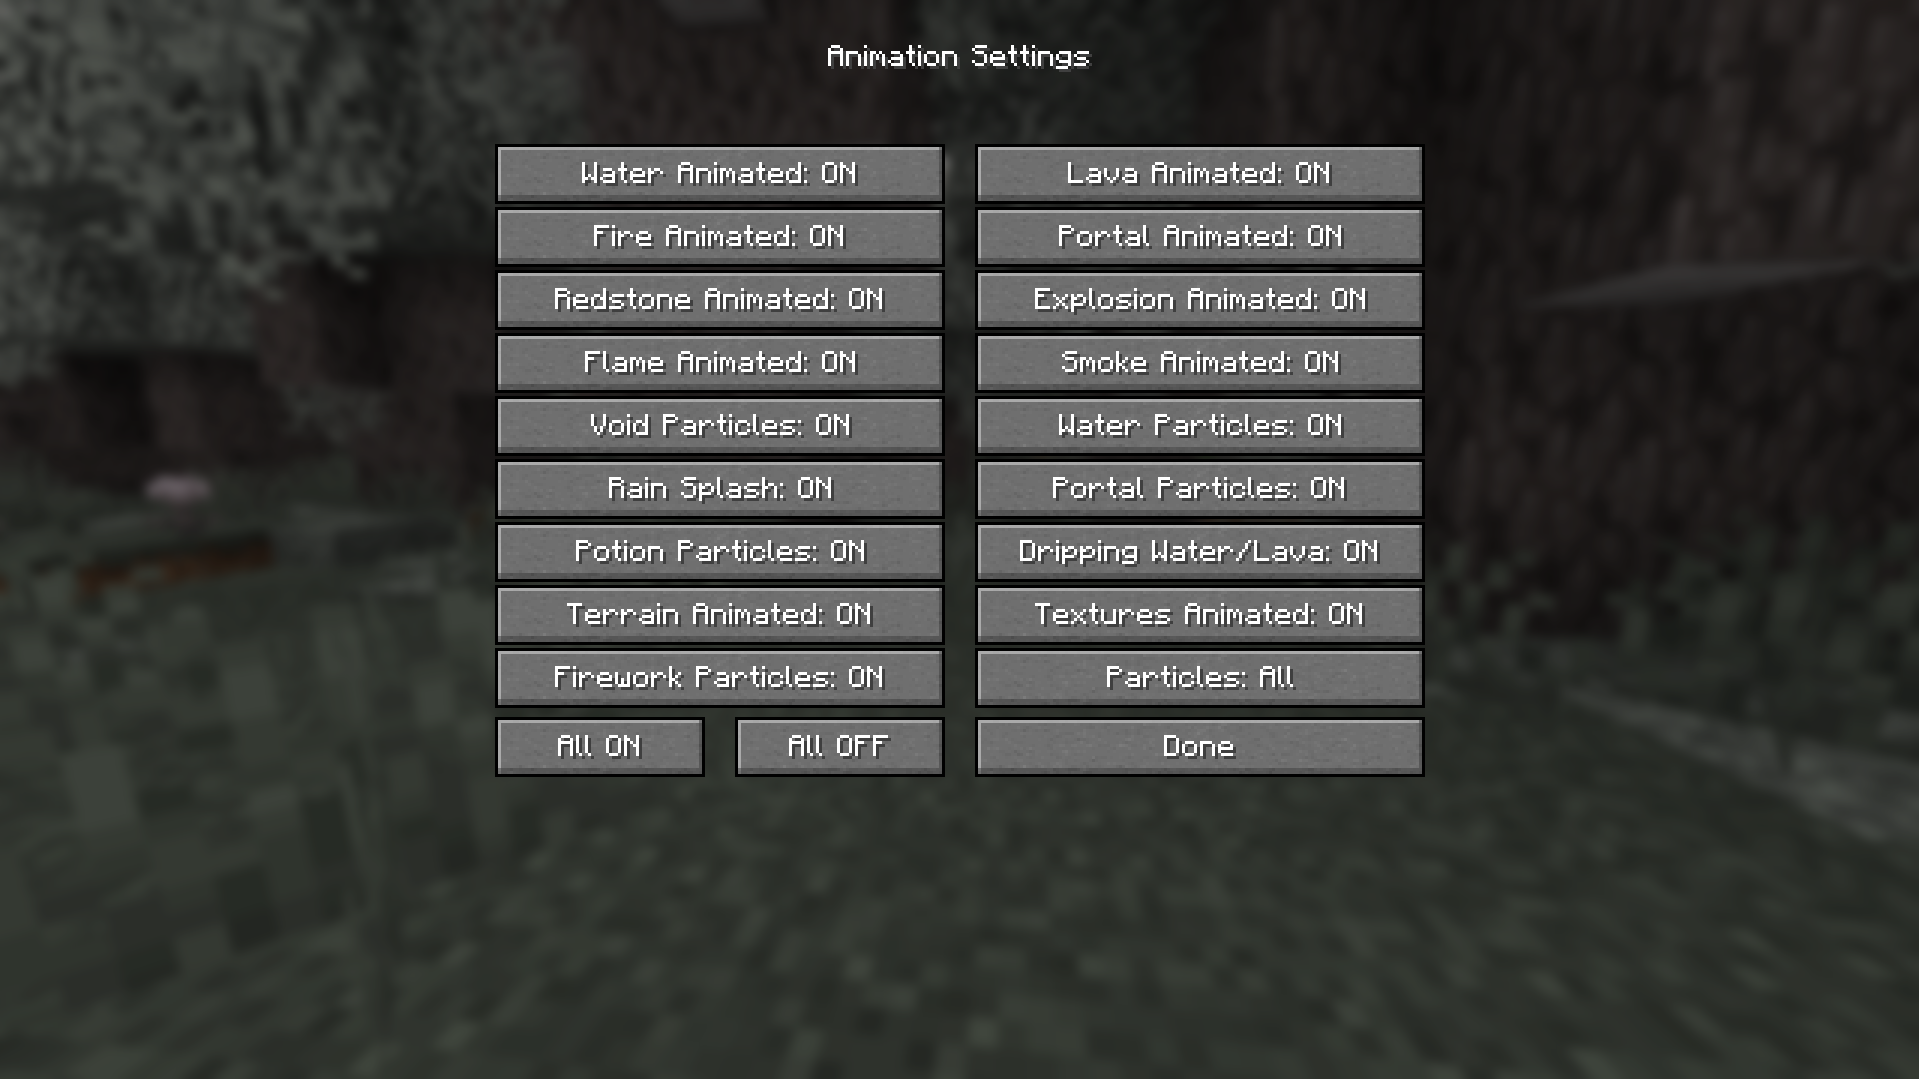 Animation Settings
Water Animated: ON
Lava Animated: ON
Fire Animated: ON
Portal Animated: ON
Redstone Animated: ON
Explosion Animated: ON
Flame Animated: ON
Smoke Animated: ON
Void Particles: ON
Water Particles: ON
Rain Splash: ON
Portal Particles: ON
Potion Particles: ON
Dripping Water/Lava: ON
Terrain Animated: ON
Textures Animated: ON
Firework Particles: ON
Particles: All
All ON
All OFF
Done